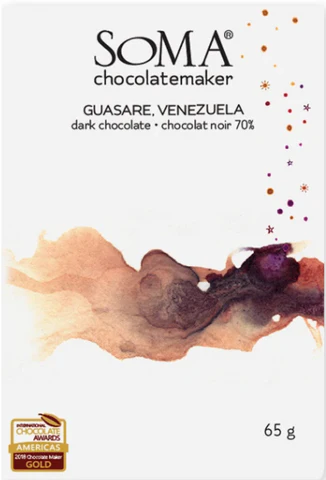 SOMA®
chocolatemaker
GUASARE, VENEZUELA
dark chocolate • chocolat noir 70%
INTERNATIONAL
CHOCOLATE
AWARDS
AMERICAS
2018 Chocolate Maker
GOLD
65 g